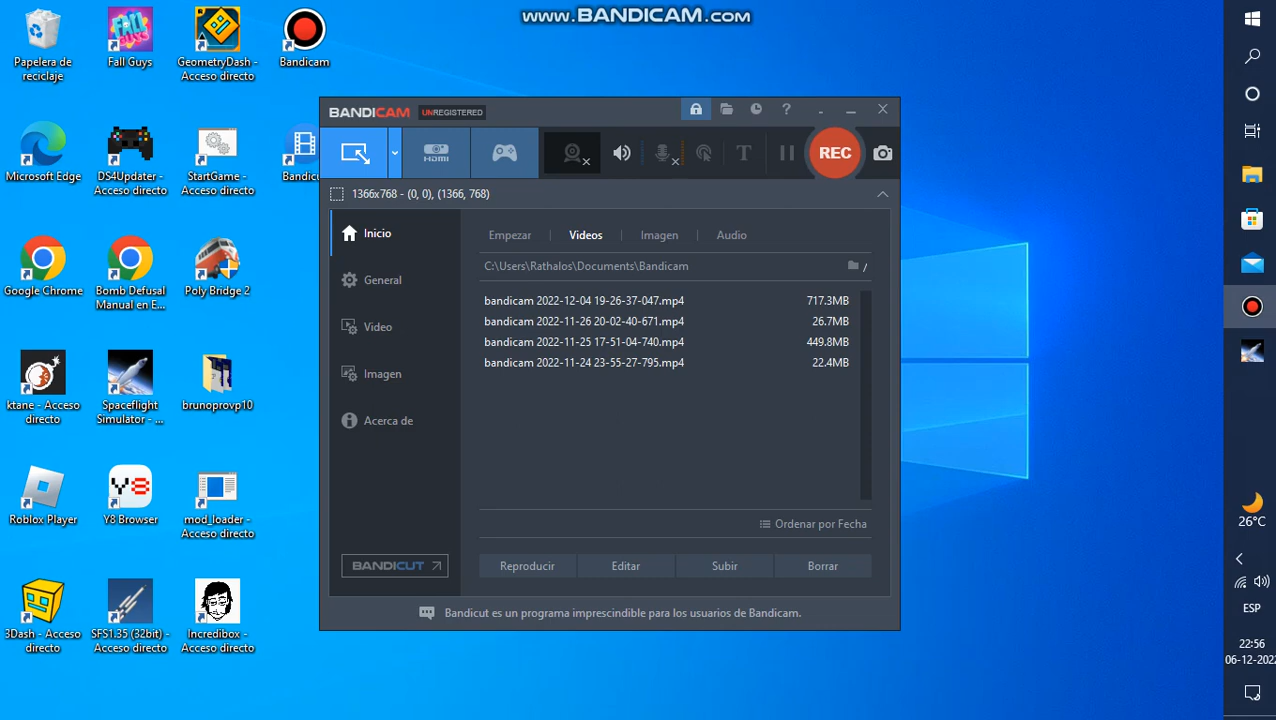 www.BANDICAM.com
Papelera de
reciclaje
Fall Guys
GeometryDash -
Acceso directo
Bandicam
Microsoft Edge
DS4Updater -
Acceso directo
StartGame -
Acceso directo
Bandicu
Google Chrome
Bomb Defusal
Manual en E...
Poly Bridge 2
ktane - Acceso
directo
Spaceflight
Simulator - ...
brunoprovp10
Roblox Player
Y8
Y8 Browser
mod_loader -
Acceso directo
3Dash - Acceso
directo
SFS1.35 (32bit) -
Acceso directo
Incredibox -
Acceso directo
BANDICAM UNREGISTERED
?
HDMI
T
REC
1366x768 - (0, 0), (1366, 768)
Inicio
General
Video
Imagen
Acerca de
BANDICUT
Empezar
Videos
Imagen
Audio
C:\Users\Rathalos\Documents\Bandicam
/
bandicam 2022-12-04 19-26-37-047.mp4 717.3MB
bandicam 2022-11-26 20-02-40-671.mp4 26.7MB
bandicam 2022-11-25 17-51-04-740.mp4 449.8MB
bandicam 2022-11-24 23-55-27-795.mp4 22.4MB
Ordenar por Fecha
Reproducir
Editar
Subir
Borrar
Bandicut es un programa imprescindible para los usuarios de Bandicam.
26°C
ESP
22:56
06-12-2022